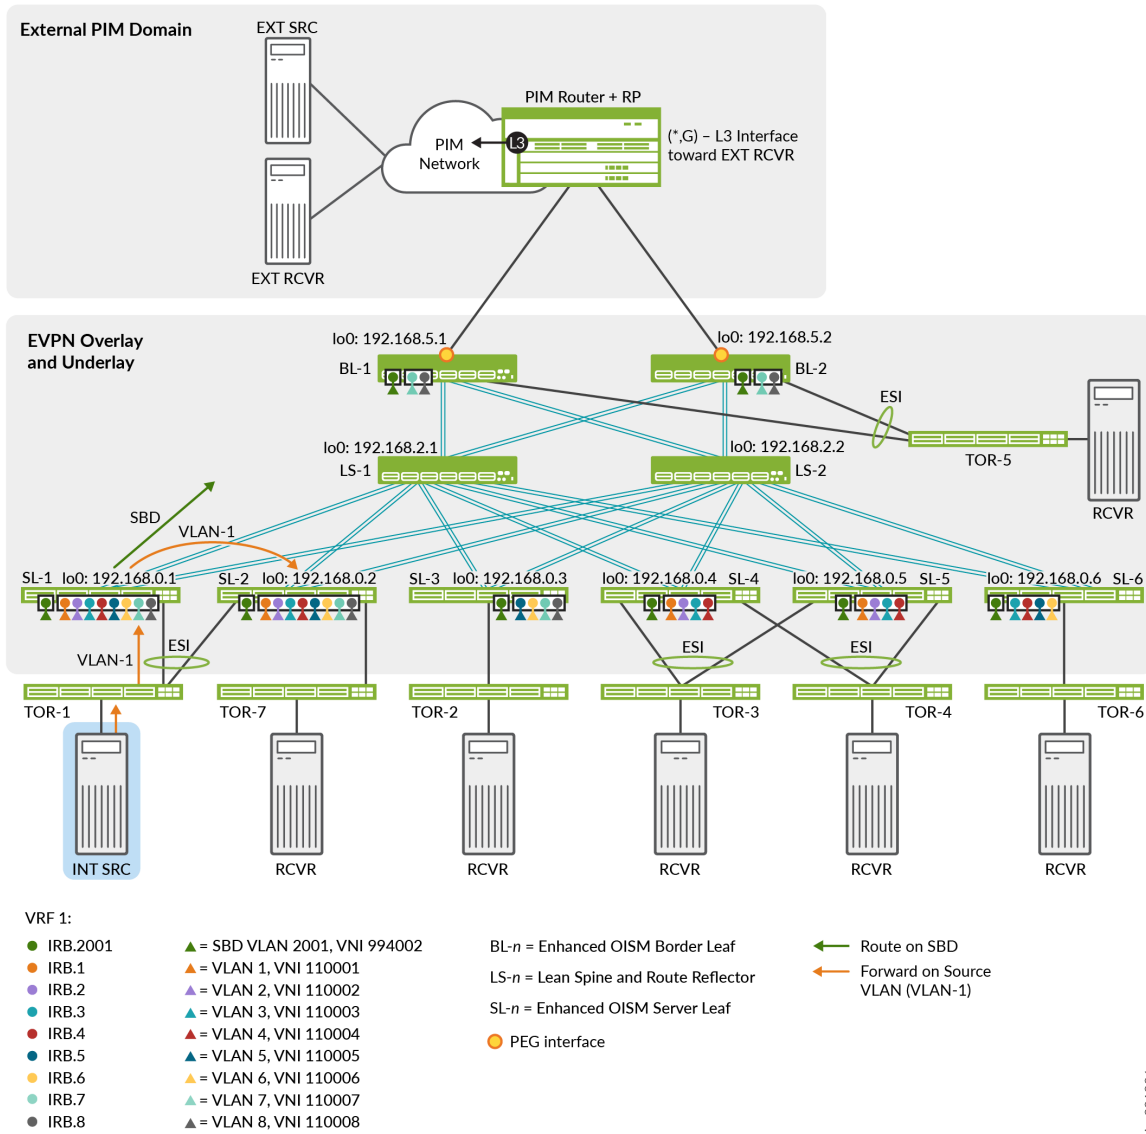 External PIM Domain
EXT SRC
PIM Router + RP
L3
PIM
Network
(*,G) – L3 Interface
toward EXT RCVR
EXT RCVR
EVPN Overlay
and Underlay
lo0: 192.168.5.1
lo0: 192.168.5.2
BL-1
BL-2
ESI
TOR-5
RCVR
lo0: 192.168.2.1
lo0: 192.168.2.2
LS-1
LS-2
SBD
VLAN-1
SL-1
lo0: 192.168.0.1
SL-2
lo0: 192.168.0.2
SL-3
lo0: 192.168.0.3
lo0: 192.168.0.4
SL-4
lo0: 192.168.0.5
SL-5
lo0: 192.168.0.6
SL-6
VLAN-1
ESI
ESI
ESI
TOR-1
TOR-7
TOR-2
TOR-3
TOR-4
TOR-6
INT SRC
RCVR
RCVR
RCVR
RCVR
RCVR
VRF 1:
IRB.2001
IRB.1
IRB.2
IRB.3
IRB.4
IRB.5
IRB.6
IRB.7
IRB.8
= SBD VLAN 2001, VNI 994002
= VLAN 1, VNI 110001
= VLAN 2, VNI 110002
= VLAN 3, VNI 110003
= VLAN 4, VNI 110004
= VLAN 5, VNI 110005
= VLAN 6, VNI 110006
= VLAN 7, VNI 110007
= VLAN 8, VNI 110008
BL-n = Enhanced OISM Border Leaf
LS-n = Lean Spine and Route Reflector
SL-n = Enhanced OISM Server Leaf
PEG interface
Route on SBD
Forward on Source
VLAN (VLAN-1)